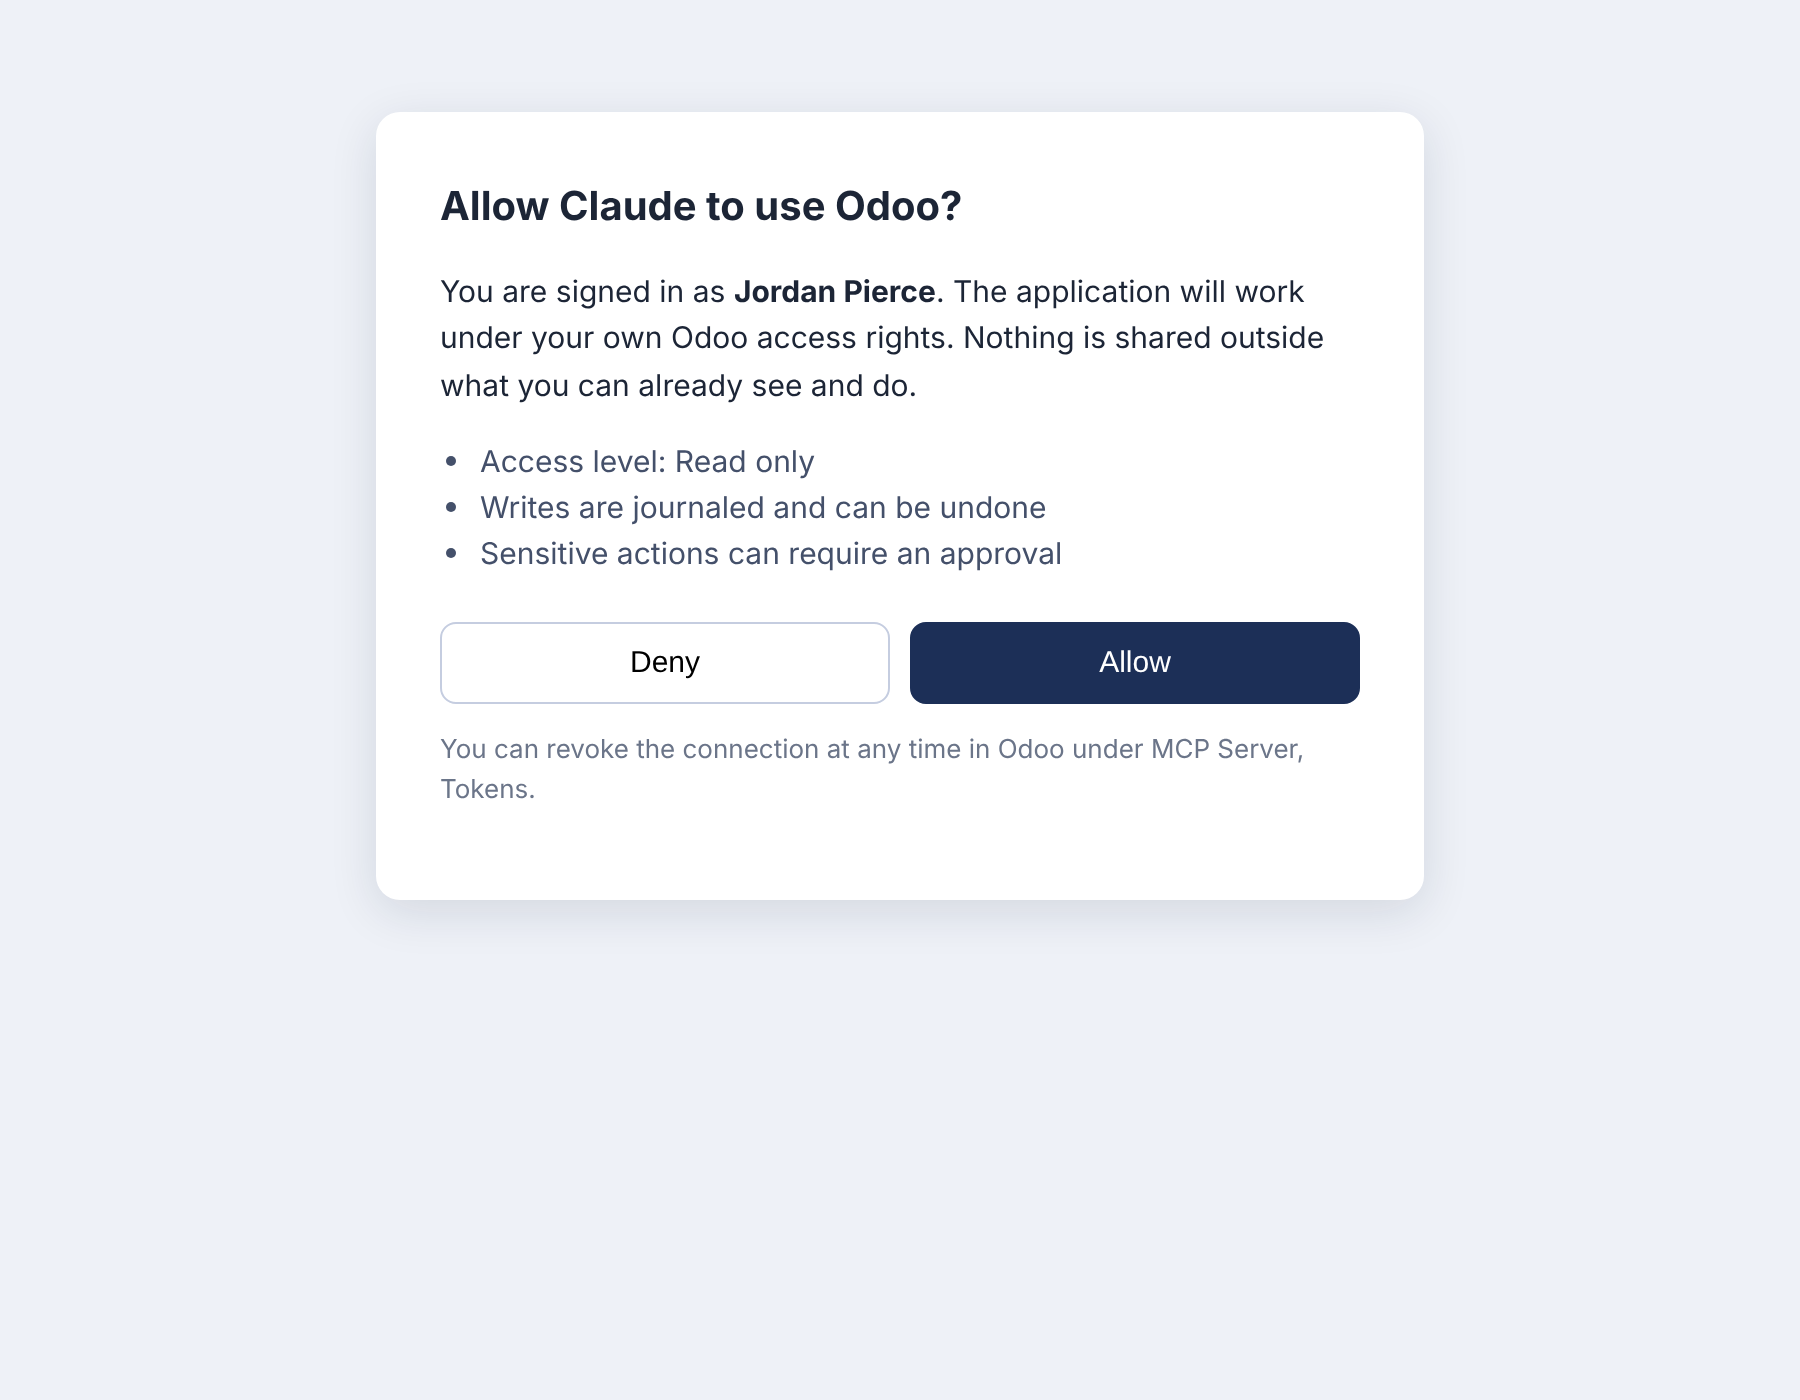 Allow Claude to use Odoo?
You are signed in as Jordan Pierce. The application will work
under your own Odoo access rights. Nothing is shared outside
what you can already see and do.
• Access level: Read only
• Writes are journaled and can be undone
• Sensitive actions can require an approval
Deny
Allow
You can revoke the connection at any time in Odoo under MCP Server,
Tokens.